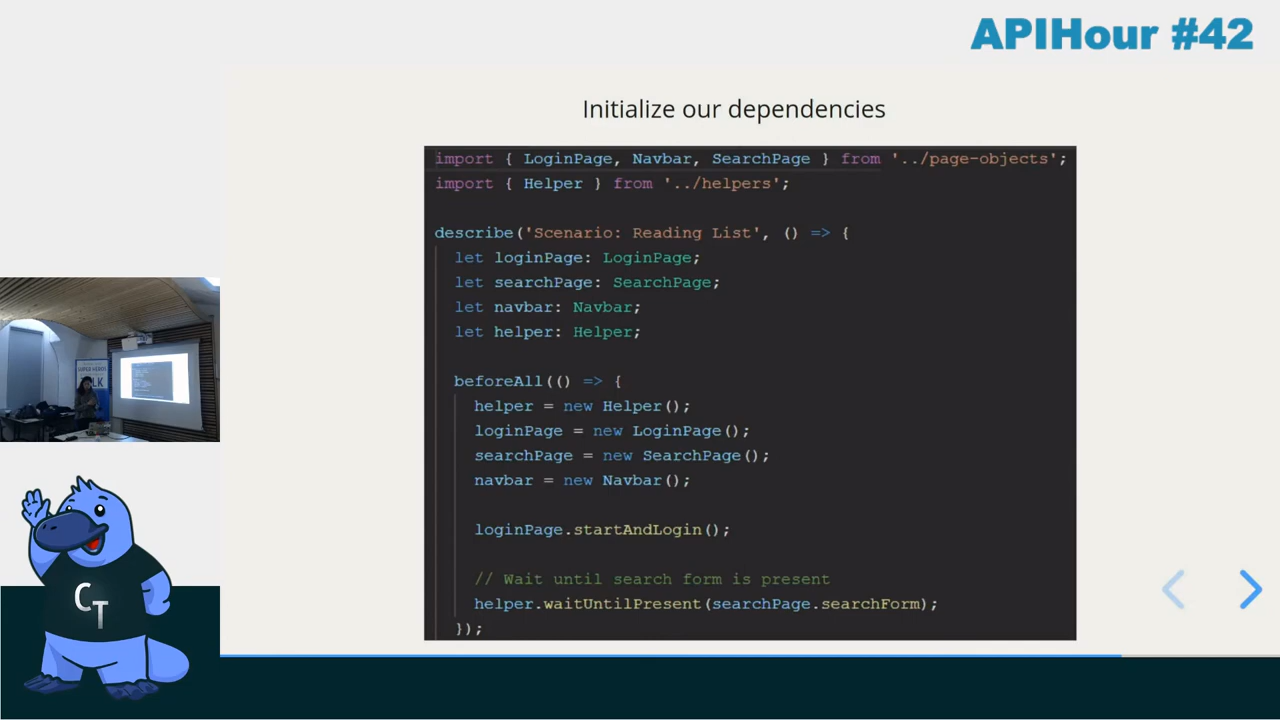 APIHour #42
Initialize our dependencies
import { LoginPage, Navbar, SearchPage } from '../page-objects';
import { Helper } from '../helpers';
describe('Scenario: Reading List', () => {
let loginPage: LoginPage;
let searchPage: SearchPage;
let navbar: Navbar;
let helper: Helper;
beforeAll(() => {
helper = new Helper();
loginPage = new LoginPage();
searchPage = new SearchPage();
navbar = new Navbar();
loginPage.startAndLogin();
// Wait until search form is present
helper.waitUntilPresent(searchPage.searchForm);
});
CT